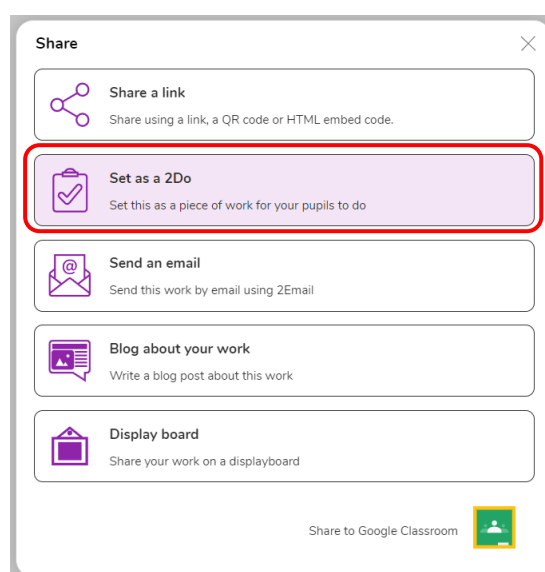 Share
Share a link
Share using a link, a QR code or HTML embed code.
Set as a 2Do
Set this as a piece of work for your pupils to do
@
Send an email
Send this work by email using 2Email
Blog about your work
Write a blog post about this work
Display board
Share your work on a displayboard
Share to Google Classroom